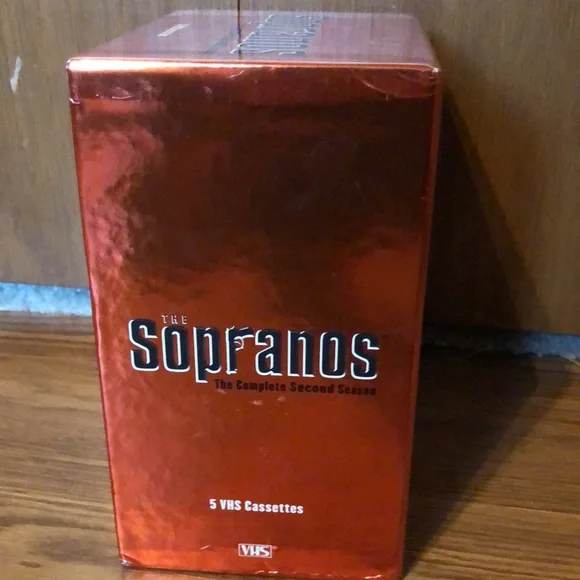 THE
Sopranos
The Complete Second Season
5 VHS Cassettes
VHS